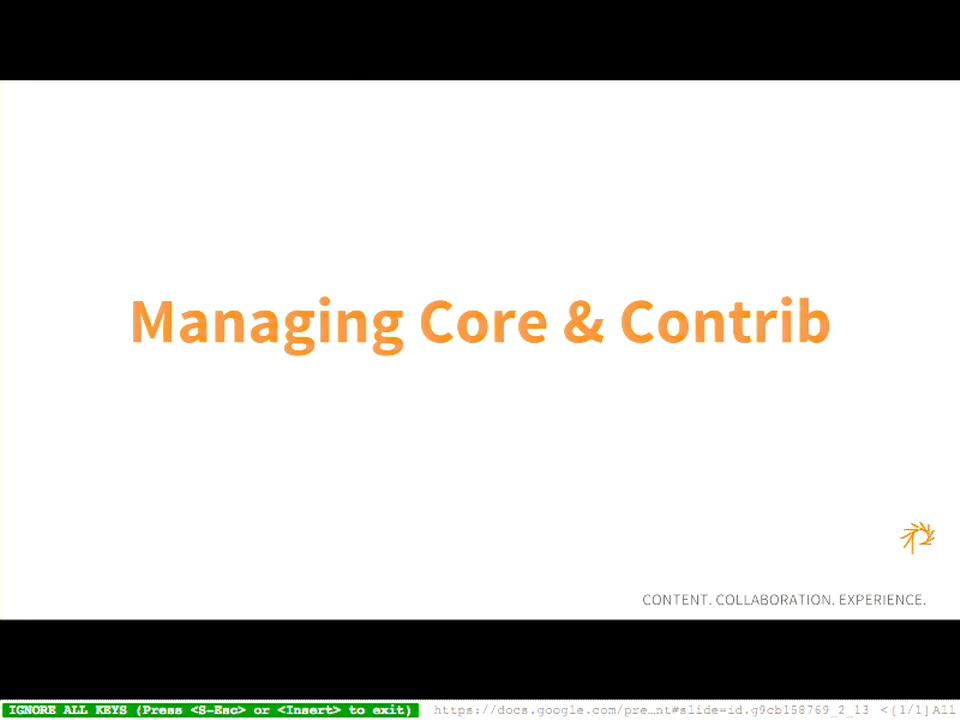 Managing Core & Contrib
CONTENT. COLLABORATION. EXPERIENCE.
IGNORE ALL KEYS (Press <S-Esc> or <Insert> to exit) https://docs.google.com/pre…nt#slide=id.g9cb158769_2_13 <[1/1]All